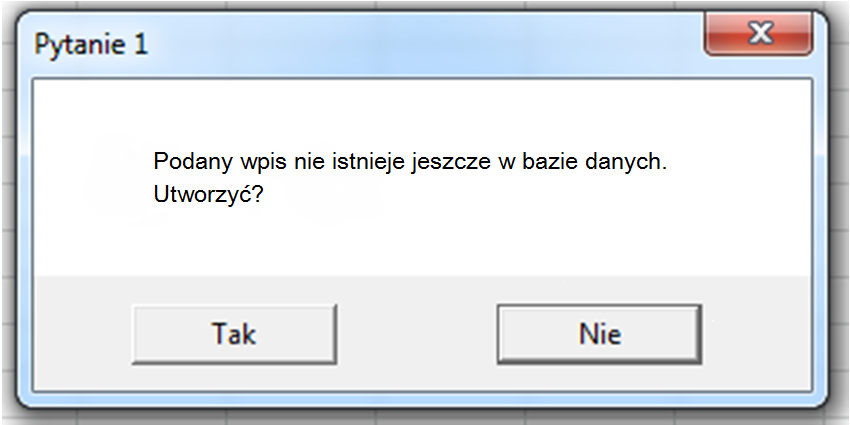 Pytanie 1
Podany wpis nie istnieje jeszcze w bazie danych.
Utworzyć?
Tak
Nie